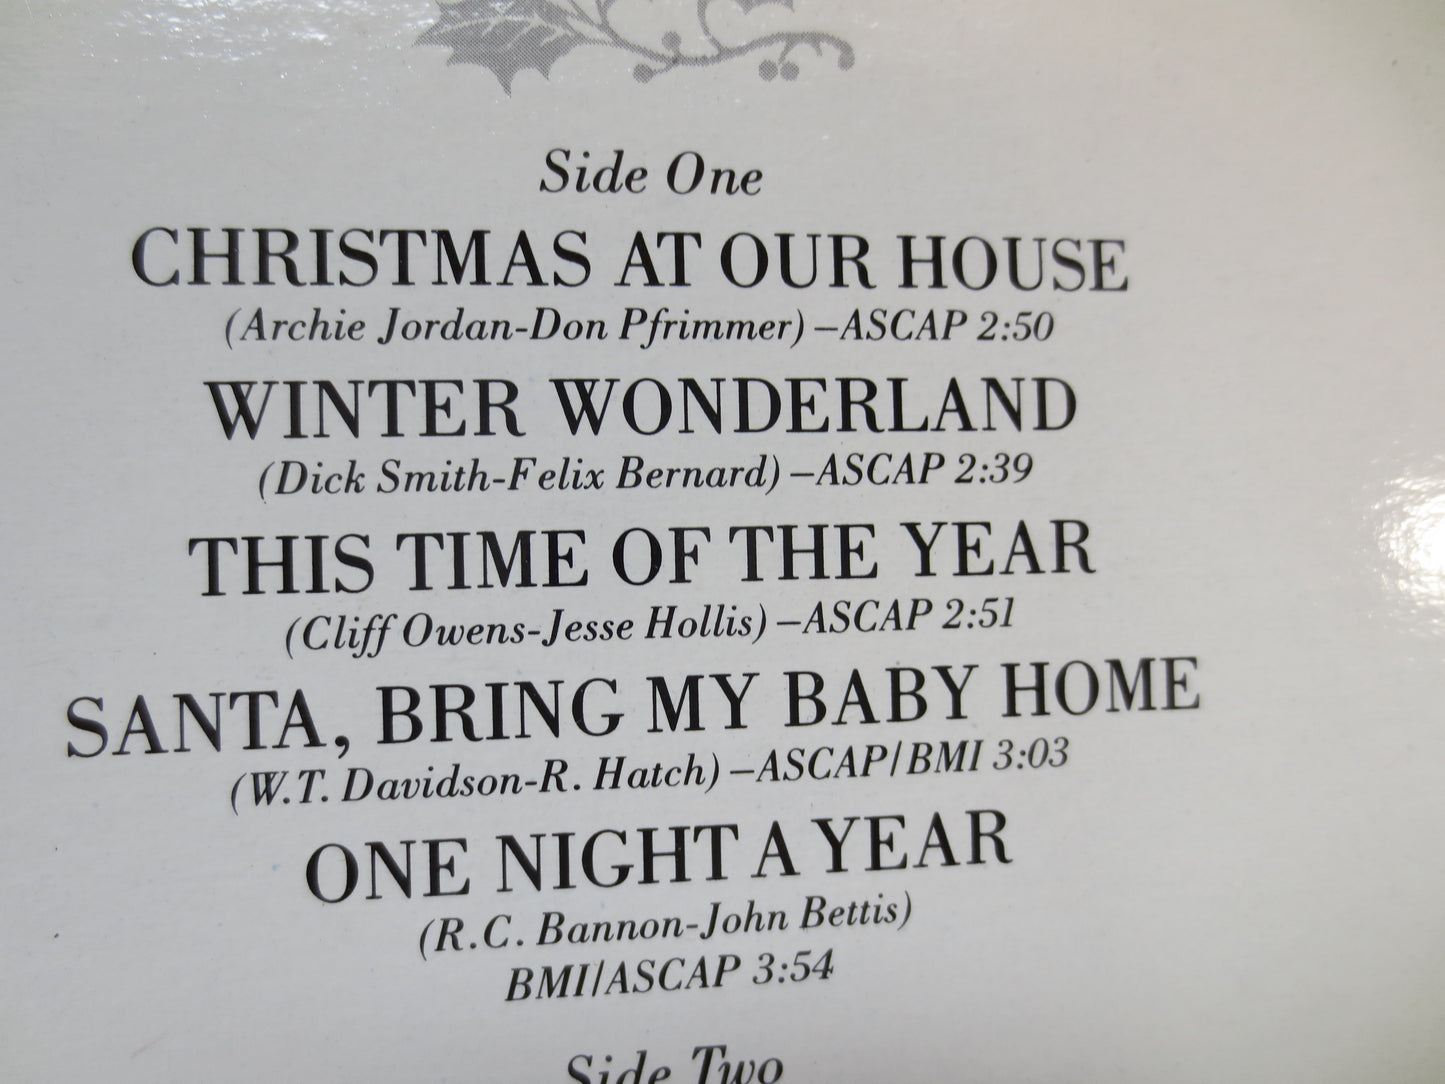 Side One
CHRISTMAS AT OUR HOUSE
(Archie Jordan-Don Pfrimmer) –ASCAP 2:50
WINTER WONDERLAND
(Dick Smith-Felix Bernard) –ASCAP 2:39
THIS TIME OF THE YEAR
(Cliff Owens-Jesse Hollis) –ASCAP 2:51
SANTA, BRING MY BABY HOME
(W.T. Davidson-R. Hatch) –ASCAP/BMI 3:03
ONE NIGHT A YEAR
(R.C. Bannon-John Bettis)
BMI/ASCAP 3:54
Side Two